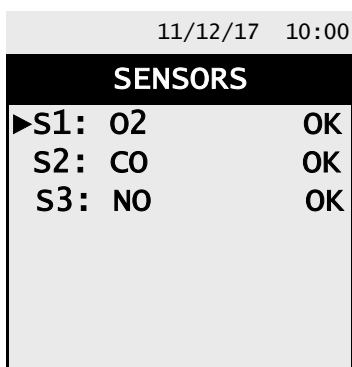 11/12/17 10:00
SENSORS
►S1: O2 OK
S2: CO OK
S3: NO OK